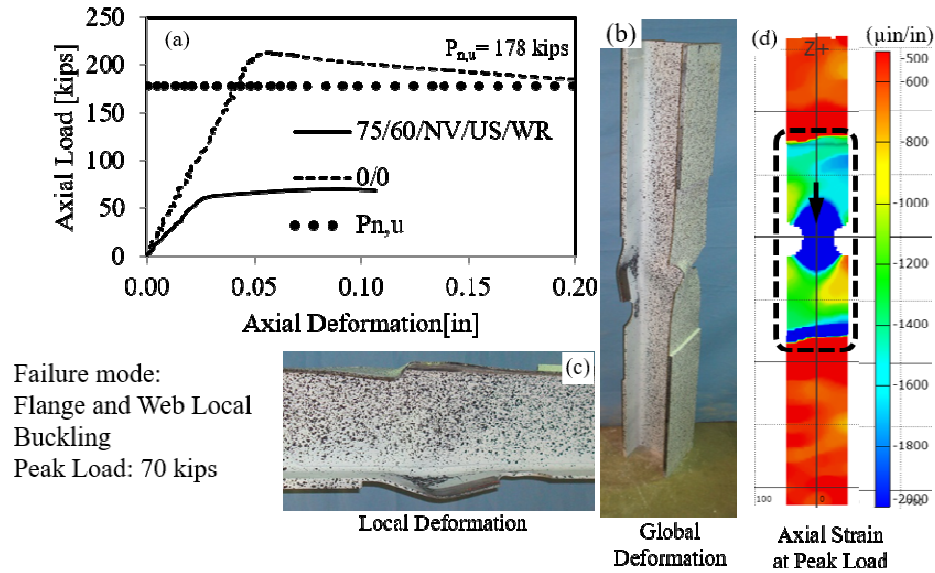 250
200
150
100
50
0
Axial Load [kips]
(a)
Pn,u= 178 kips
75/60/NV/US/WR
0/0
Pn,u
0.00
0.05
0.10
0.15
0.20
Axial Deformation[in]
Failure mode:
Flange and Web Local
Buckling
Peak Load: 70 kips
(c)
Local Deformation
(b)
Global
Deformation
(d)
Z+
100
0
(µin/in)
-500
-800
-1000
-1200
-1400
-1600
-1800
-2000
Axial Strain
at Peak Load